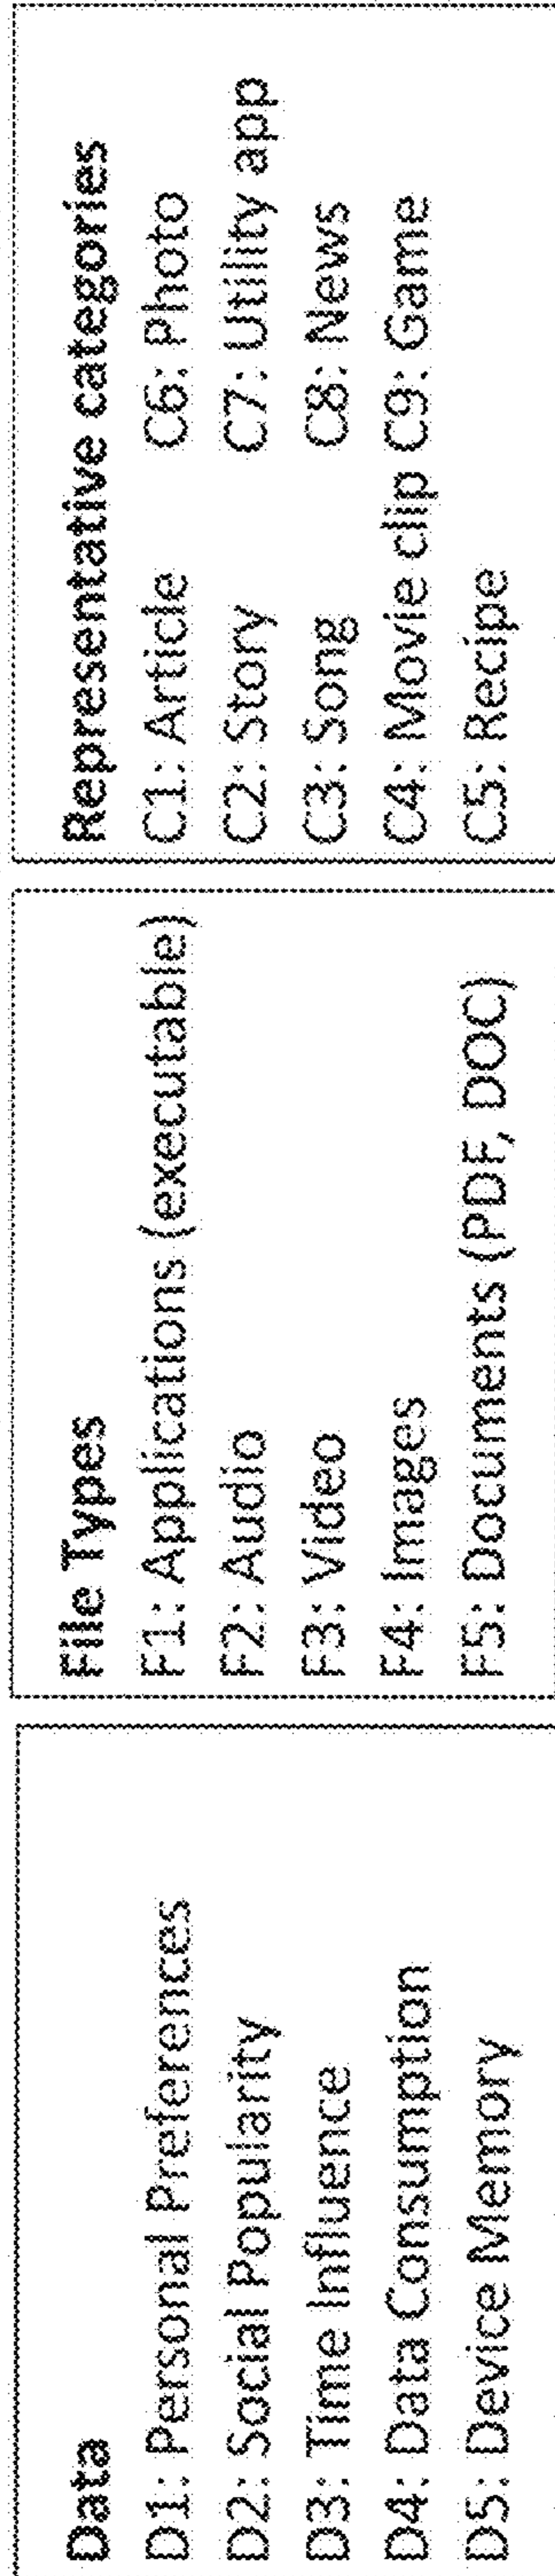 Data
D1: Personal Preferences
D2: Social Popularity
D3: Time Influence
D4: Data Consumption
D5: Device Memory
File Types
F1: Applications (executable)
F2: Audio
F3: Video
F4: Images
F5: Documents (PDF, DOC)
Representative categories
C1: Article C6: Photo
C2: Story C7: Utility app
C3: Song C8: News
C4: Movie clip C9: Game
C5: Recipe